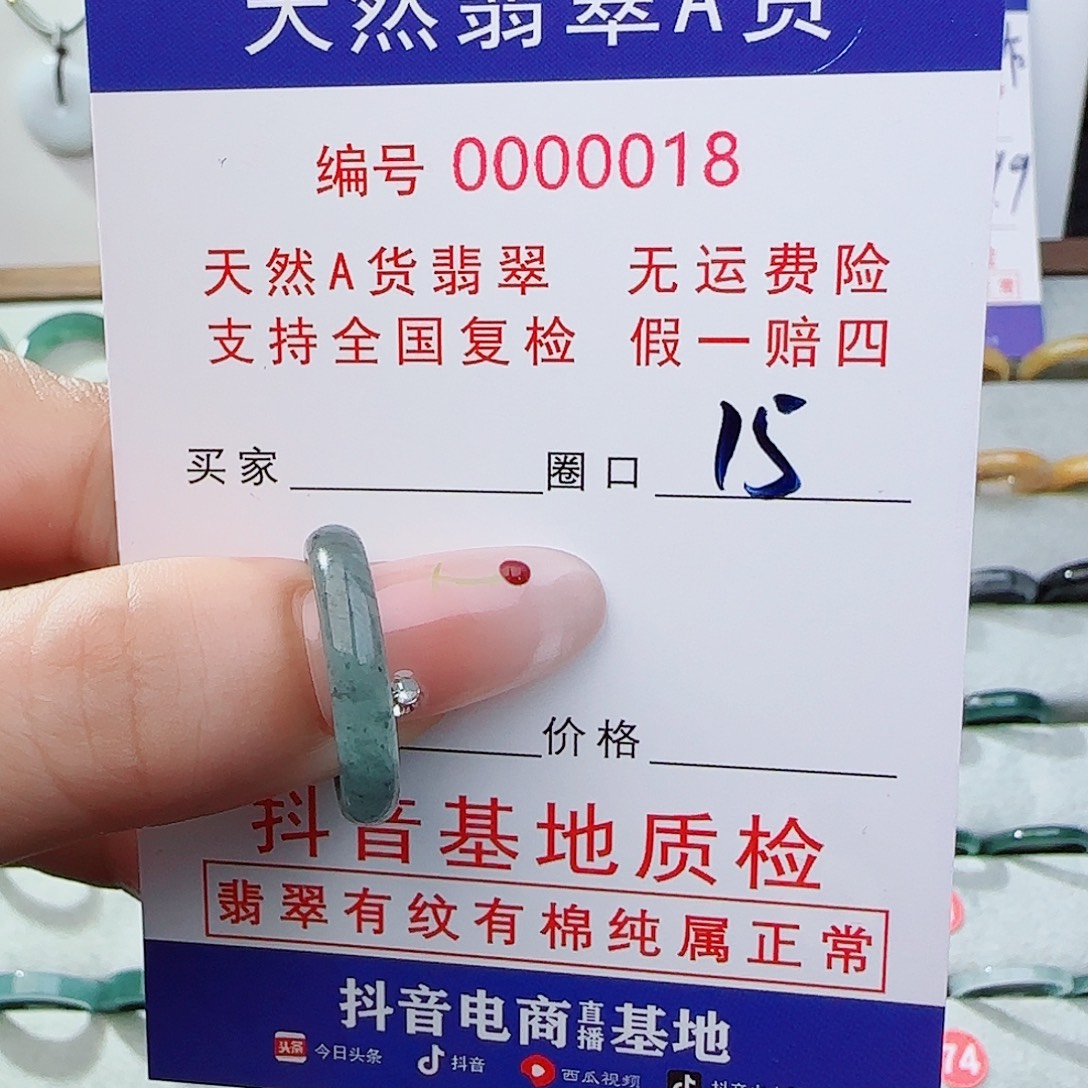 天然翡翠A货
编号 0000018
天然A货翡翠 无运费险
支持全国复检 假一赔四
买家 圈口 15
价格
抖音基地质检
翡翠有纹有棉纯属正常
抖音电商直播基地
头条 今日头条 抖音 西瓜视频
74